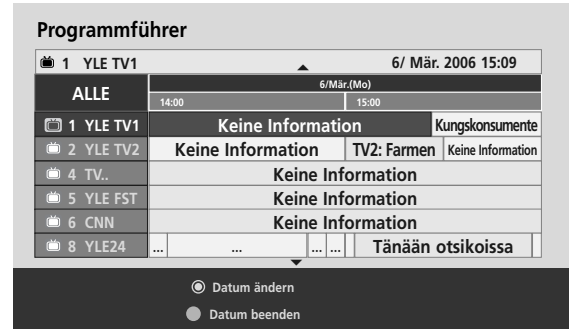 Programmführer
1 YLE TV1 6/ Mär. 2006 15:09
ALLE 6/Mär.(Mo)
14:00 15:00
1 YLE TV1 Keine Information Kungskonsumente
2 YLE TV2 Keine Information TV2: Farmen Keine Information
4 TV.. Keine Information
5 YLE FST Keine Information
6 CNN Keine Information
8 YLE24 ... ... ... ... Tänään otsikoissa
Datum ändern
Datum beenden